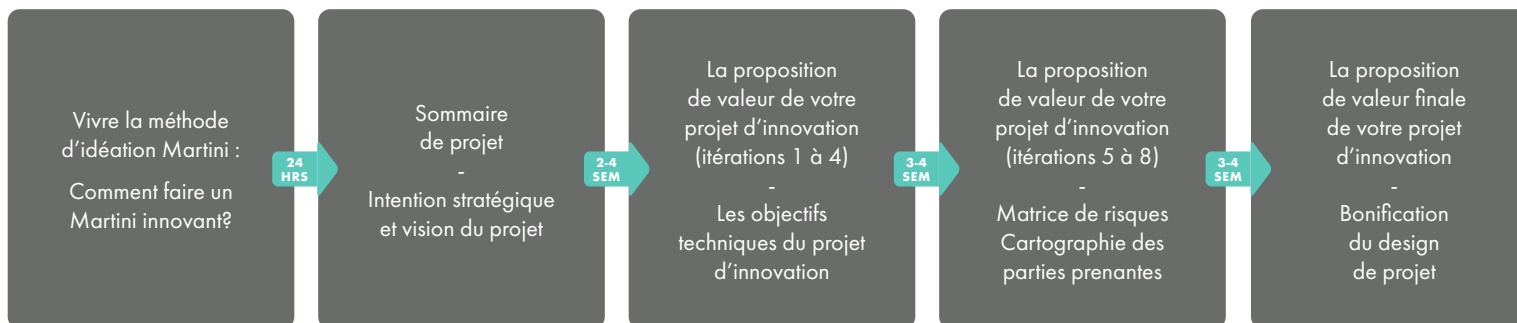 Vivre la méthode
d'idéation Martini :
Comment faire un
Martini innovant?
24
HRS
Sommaire
de projet
-
Intention stratégique
et vision du projet
2-4
SEM
La proposition
de valeur de votre
projet d'innovation
(itérations 1 à 4)
-
Les objectifs
techniques du projet
d'innovation
3-4
SEM
La proposition
de valeur de votre
projet d'innovation
(itérations 5 à 8)
-
Matrice de risques
Cartographie des
parties prenantes
3-4
SEM
La proposition
de valeur finale
de votre projet
d'innovation
-
Bonification
du design
de projet